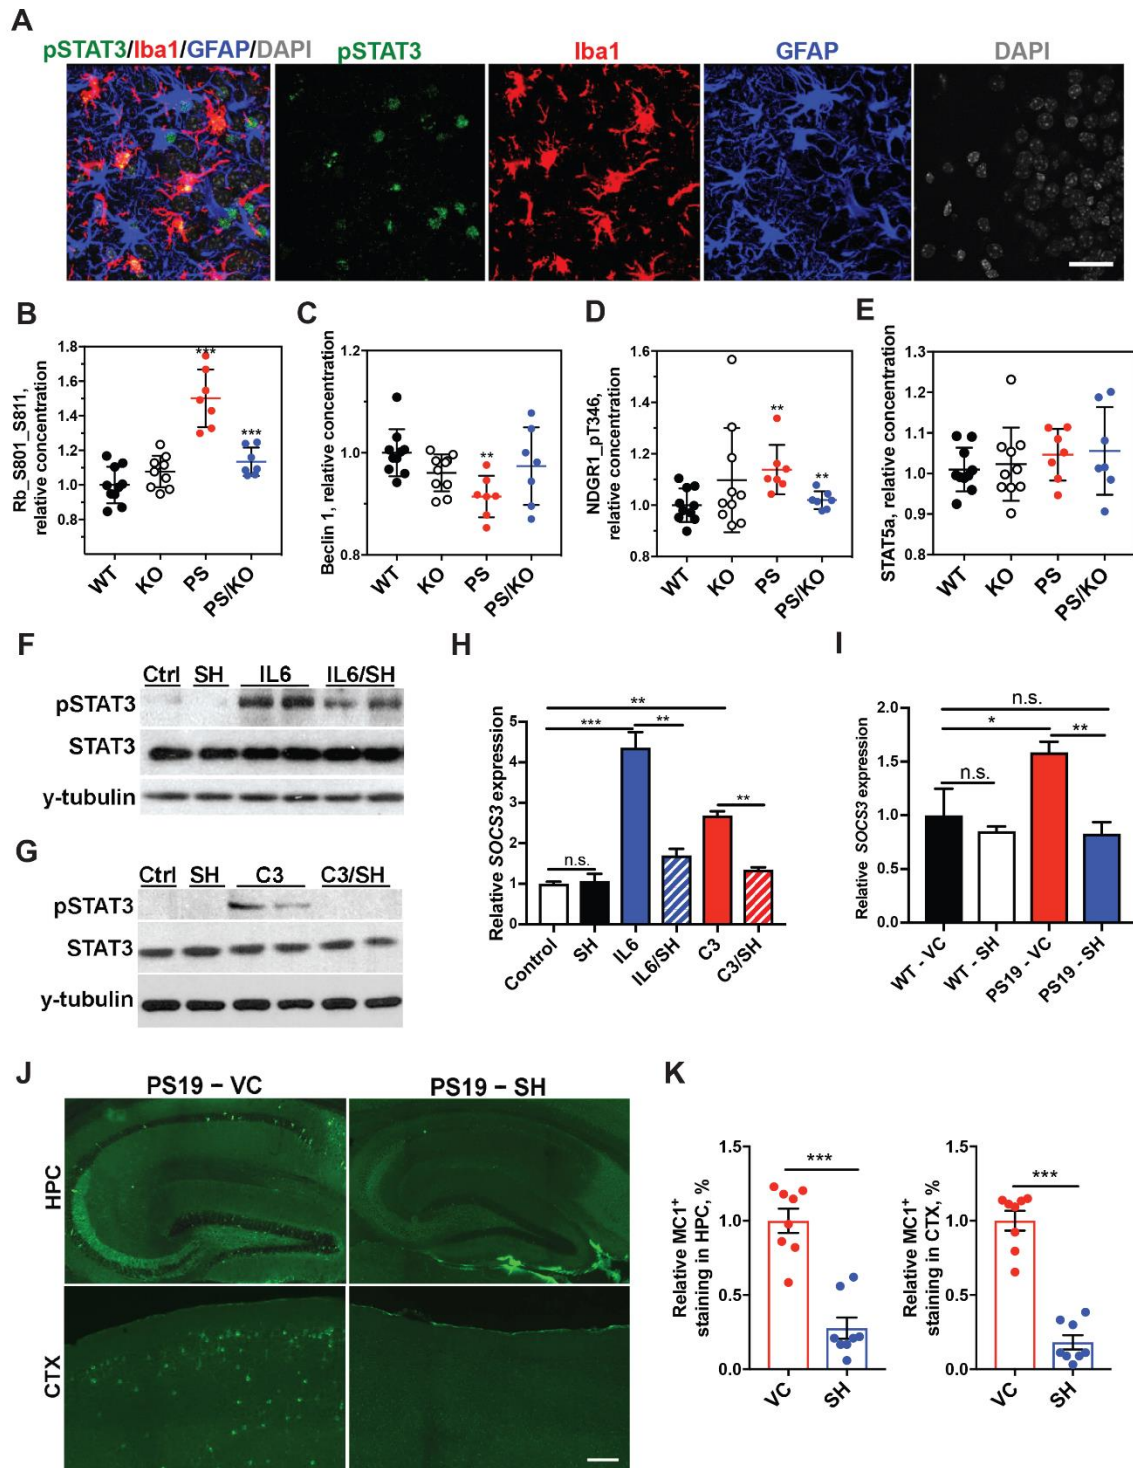 A
pSTAT3/Iba1/GFAP/DAPI
pSTAT3
Iba1
GFAP
DAPI
B
Rb_S801_S811,
relative concentration
1.8
1.6
1.4
1.2
1.0
0.8
***
***
WT
KO
PS
PS/KO
C
Beclin 1, relative concentration
1.2
1.0
0.8
**
WT
KO
PS
PS/KO
D
NDGR1_pT346,
relative concentration
1.6
1.4
1.2
1.0
0.8
**
**
WT
KO
PS
PS/KO
E
STAT5a, relative concentration
1.3
1.2
1.1
1.0
0.9
0.8
WT
KO
PS
PS/KO
F
Ctrl SH IL6 IL6/SH
pSTAT3
STAT3
y-tubulin
G
Ctrl SH C3 C3/SH
pSTAT3
STAT3
y-tubulin
H
Relative SOCS3 expression
5
4
3
2
1
0
**
*** **
**
n.s.
Control
SH
IL6
IL6/SH
C3
C3/SH
I
Relative SOCS3 expression
2.0
1.5
1.0
0.5
0.0
n.s.
* **
n.s.
WT - VC
WT - SH
PS19 - VC
PS19 - SH
J
PS19 – VC
PS19 – SH
HPC
CTX
K
Relative MC1+
staining in HPC, %
1.5
1.0
0.5
0.0
***
VC
SH
Relative MC1+
staining in CTX, %
1.5
1.0
0.5
0.0
***
VC
SH